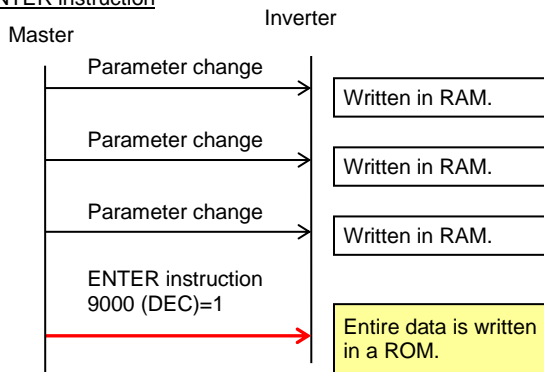 NTER instruction
Master
Inverter
Parameter change
Written in RAM.
Parameter change
Written in RAM.
Parameter change
Written in RAM.
ENTER instruction
9000 (DEC)=1
Entire data is written
in a ROM.